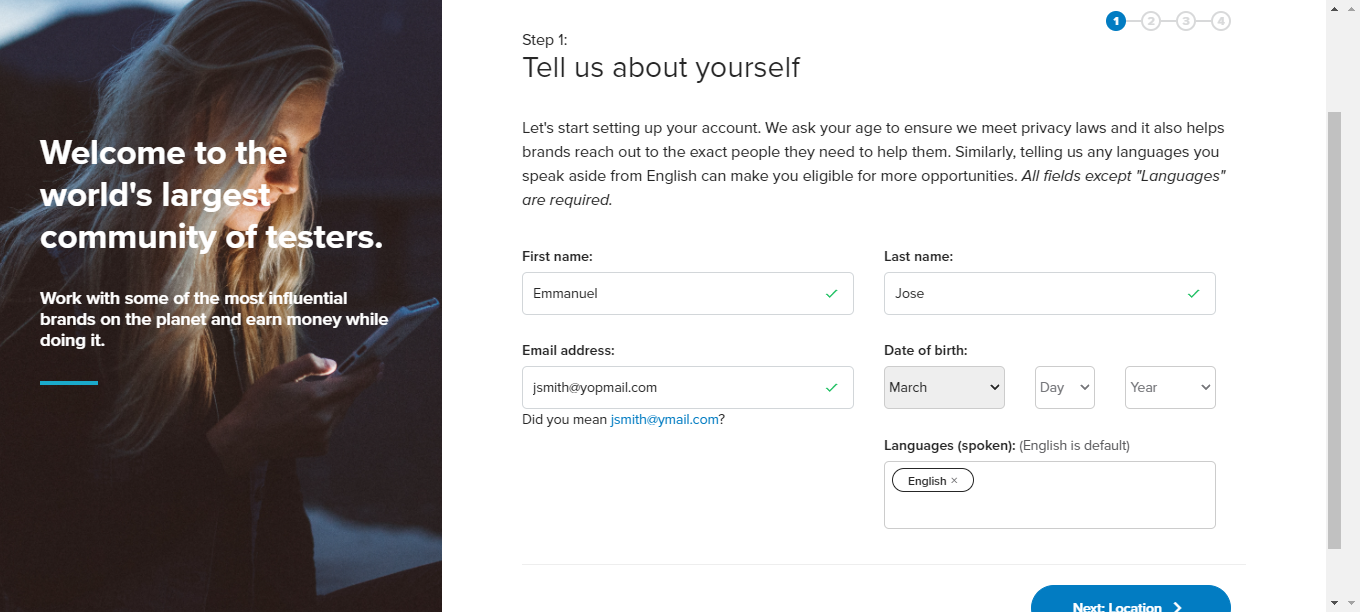 Welcome to the
world's largest
community of testers.
Work with some of the most influential
brands on the planet and earn money while
doing it.
1 2 3 4
Step 1:
Tell us about yourself
Let's start setting up your account. We ask your age to ensure we meet privacy laws and it also helps
brands reach out to the exact people they need to help them. Similarly, telling us any languages you
speak aside from English can make you eligible for more opportunities. All fields except "Languages"
are required.
First name:
Last name:
Emmanuel
Jose
Email address:
Date of birth:
jsmith@yopmail.com
March
Day
Year
Did you mean jsmith@ymail.com?
Languages (spoken): (English is default)
English ×
Next: Location